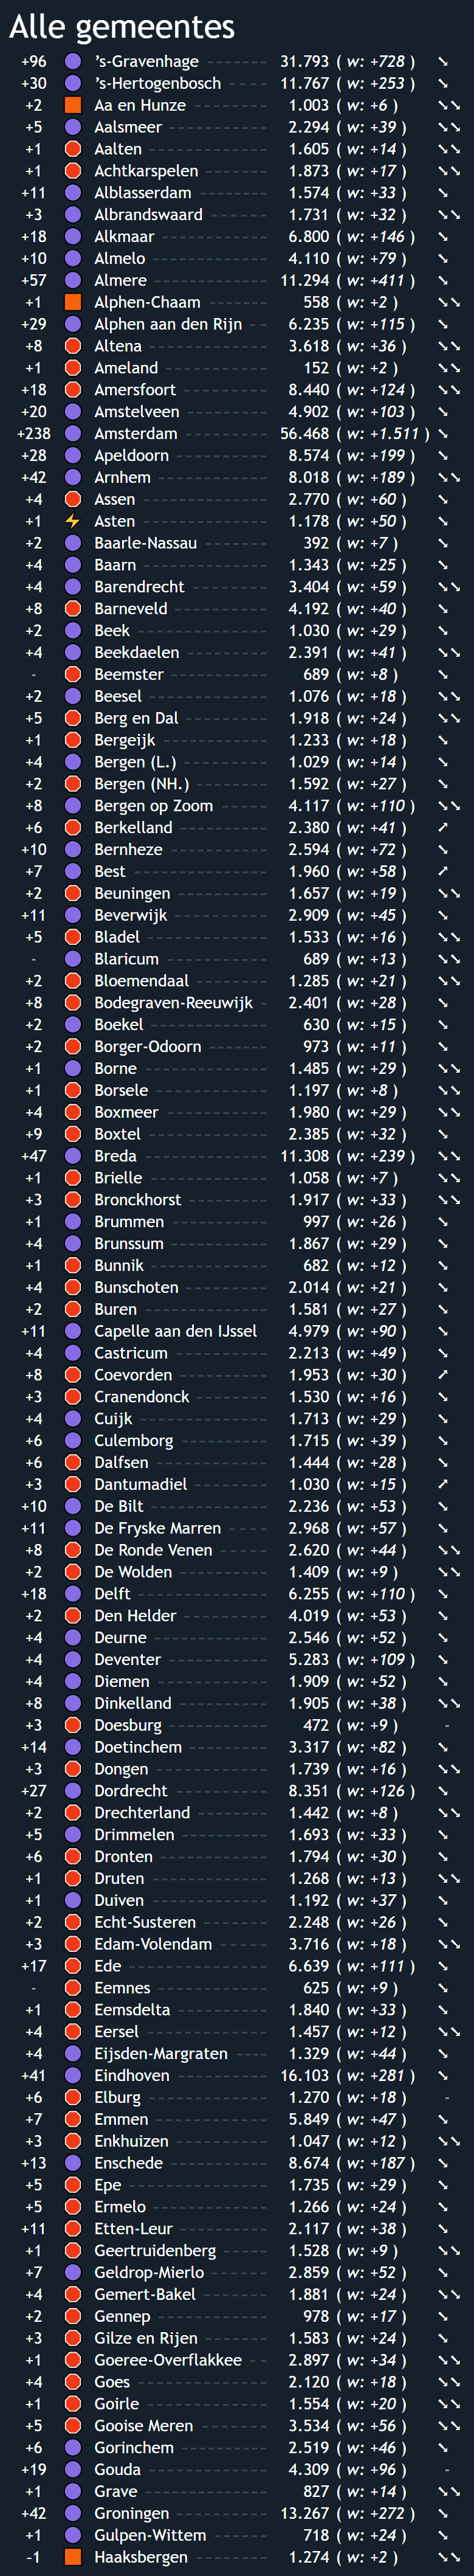 Alle gemeentes
+96 's-Gravenhage 31.793 ( w: +728 )
+30 's-Hertogenbosch 11.767 ( w: +253 )
+2 Aa en Hunze 1.003 ( w: +6 )
+5 Aalsmeer 2.294 ( w: +39 )
+1 Aalten 1.605 ( w: +14 )
+1 Achtkarspelen 1.873 ( w: +17 )
+11 Alblasserdam 1.574 ( w: +33 )
+3 Albrandswaard 1.731 ( w: +32 )
+18 Alkmaar 6.800 ( w: +146 )
+10 Almelo 4.110 ( w: +79 )
+57 Almere 11.294 ( w: +411 )
+1 Alphen-Chaam 558 ( w: +2 )
+29 Alphen aan den Rijn 6.235 ( w: +115 )
+8 Altena 3.618 ( w: +36 )
+1 Ameland 152 ( w: +2 )
+18 Amersfoort 8.440 ( w: +124 )
+20 Amstelveen 4.902 ( w: +103 )
+238 Amsterdam 56.468 ( w: +1.511 )
+28 Apeldoorn 8.574 ( w: +199 )
+42 Arnhem 8.018 ( w: +189 )
+4 Assen 2.770 ( w: +60 )
+1 Asten 1.178 ( w: +50 )
+2 Baarle-Nassau 392 ( w: +7 )
+4 Baarn 1.343 ( w: +25 )
+4 Barendrecht 3.404 ( w: +59 )
+8 Barneveld 4.192 ( w: +40 )
+2 Beek 1.030 ( w: +29 )
+4 Beekdaelen 2.391 ( w: +41 )
- Beemster 689 ( w: +8 )
+2 Beesel 1.076 ( w: +18 )
+5 Berg en Dal 1.918 ( w: +24 )
+1 Bergeijk 1.233 ( w: +18 )
+4 Bergen (L.) 1.029 ( w: +14 )
+2 Bergen (NH.) 1.592 ( w: +27 )
+8 Bergen op Zoom 4.117 ( w: +110 )
+6 Berkelland 2.380 ( w: +41 )
+10 Bernheze 2.594 ( w: +72 )
+7 Best 1.960 ( w: +58 )
+2 Beuningen 1.657 ( w: +19 )
+11 Beverwijk 2.909 ( w: +45 )
+5 Bladel 1.533 ( w: +16 )
- Blaricum 689 ( w: +13 )
+2 Bloemendaal 1.285 ( w: +21 )
+8 Bodegraven-Reeuwijk 2.401 ( w: +28 )
+2 Boekel 630 ( w: +15 )
+2 Borger-Odoorn 973 ( w: +11 )
+1 Borne 1.485 ( w: +29 )
+1 Borsele 1.197 ( w: +8 )
+4 Boxmeer 1.980 ( w: +29 )
+9 Boxtel 2.385 ( w: +32 )
+47 Breda 11.308 ( w: +239 )
+1 Brielle 1.058 ( w: +7 )
+3 Bronckhorst 1.917 ( w: +33 )
+1 Brummen 997 ( w: +26 )
+4 Brunssum 1.867 ( w: +29 )
+1 Bunnik 682 ( w: +12 )
+4 Bunschoten 2.014 ( w: +21 )
+2 Buren 1.581 ( w: +27 )
+11 Capelle aan den IJssel 4.979 ( w: +90 )
+4 Castricum 2.213 ( w: +49 )
+8 Coevorden 1.953 ( w: +30 )
+3 Cranendonck 1.530 ( w: +16 )
+4 Cuijk 1.713 ( w: +29 )
+6 Culemborg 1.715 ( w: +39 )
+6 Dalfsen 1.444 ( w: +28 )
+3 Dantumadiel 1.030 ( w: +15 )
+10 De Bilt 2.236 ( w: +53 )
+11 De Fryske Marren 2.968 ( w: +57 )
+8 De Ronde Venen 2.620 ( w: +44 )
+2 De Wolden 1.409 ( w: +9 )
+18 Delft 6.255 ( w: +110 )
+2 Den Helder 4.019 ( w: +53 )
+4 Deurne 2.546 ( w: +52 )
+4 Deventer 5.283 ( w: +109 )
+4 Diemen 1.909 ( w: +52 )
+8 Dinkelland 1.905 ( w: +38 )
+3 Doesburg 472 ( w: +9 ) -
+14 Doetinchem 3.317 ( w: +82 )
+3 Dongen 1.739 ( w: +16 )
+27 Dordrecht 8.351 ( w: +126 )
+2 Drechterland 1.442 ( w: +8 )
+5 Drimmelen 1.693 ( w: +33 )
+6 Dronten 1.794 ( w: +30 )
+1 Druten 1.268 ( w: +13 )
+1 Duiven 1.192 ( w: +37 )
+2 Echt-Susteren 2.248 ( w: +26 )
+3 Edam-Volendam 3.716 ( w: +18 )
+17 Ede 6.639 ( w: +111 )
- Eemnes 625 ( w: +9 )
+1 Eemsdelta 1.840 ( w: +33 )
+4 Eersel 1.457 ( w: +12 )
+4 Eijsden-Margraten 1.329 ( w: +44 )
+41 Eindhoven 16.103 ( w: +281 )
+6 Elburg 1.270 ( w: +18 ) -
+7 Emmen 5.849 ( w: +47 )
+3 Enkhuizen 1.047 ( w: +12 )
+13 Enschede 8.674 ( w: +187 )
+5 Epe 1.735 ( w: +29 )
+5 Ermelo 1.266 ( w: +24 )
+11 Etten-Leur 2.117 ( w: +38 )
+1 Geertruidenberg 1.528 ( w: +9 )
+7 Geldrop-Mierlo 2.859 ( w: +52 )
+4 Gemert-Bakel 1.881 ( w: +24 )
+2 Gennep 978 ( w: +17 )
+3 Gilze en Rijen 1.583 ( w: +24 )
+1 Goeree-Overflakkee 2.897 ( w: +34 )
+4 Goes 2.120 ( w: +18 )
+1 Goirle 1.554 ( w: +20 )
+5 Gooise Meren 3.534 ( w: +56 )
+6 Gorinchem 2.519 ( w: +46 )
+19 Gouda 4.309 ( w: +96 ) -
+1 Grave 827 ( w: +14 )
+42 Groningen 13.267 ( w: +272 )
+1 Gulpen-Wittem 718 ( w: +24 )
-1 Haaksbergen 1.274 ( w: +2 )